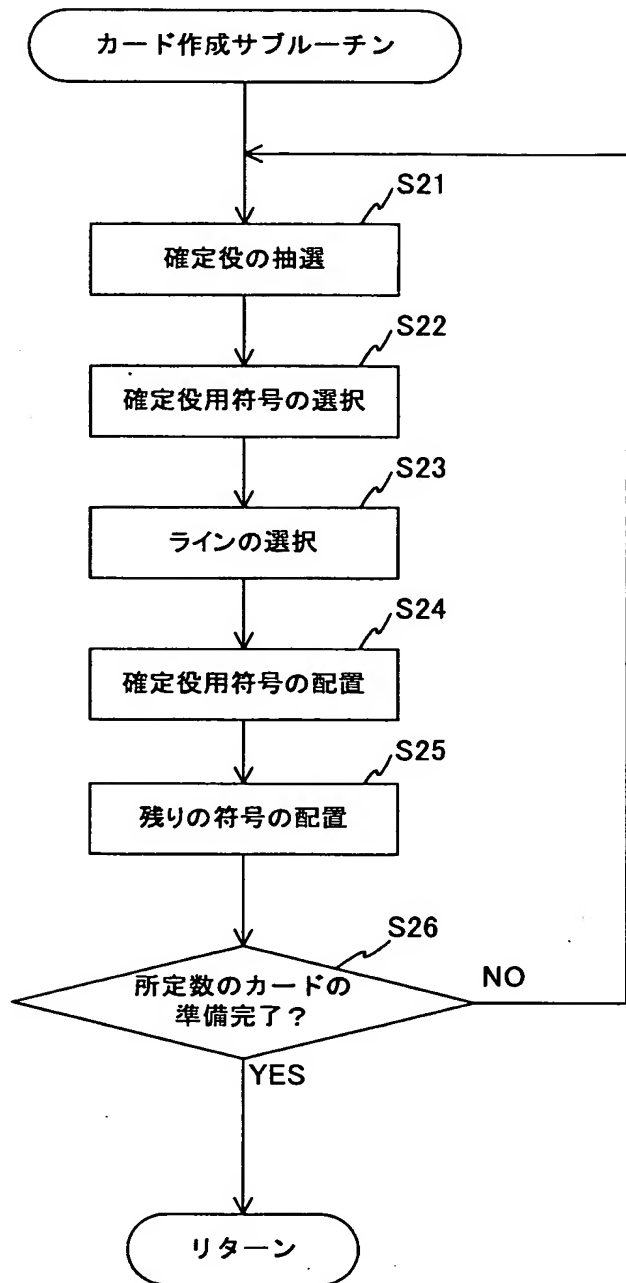 カード作成サブルーチン
S21
確定役の抽選
S22
確定役用符号の選択
S23
ラインの選択
S24
確定役用符号の配置
S25
残りの符号の配置
S26
所定数のカードの
準備完了？
NO
YES
リターン